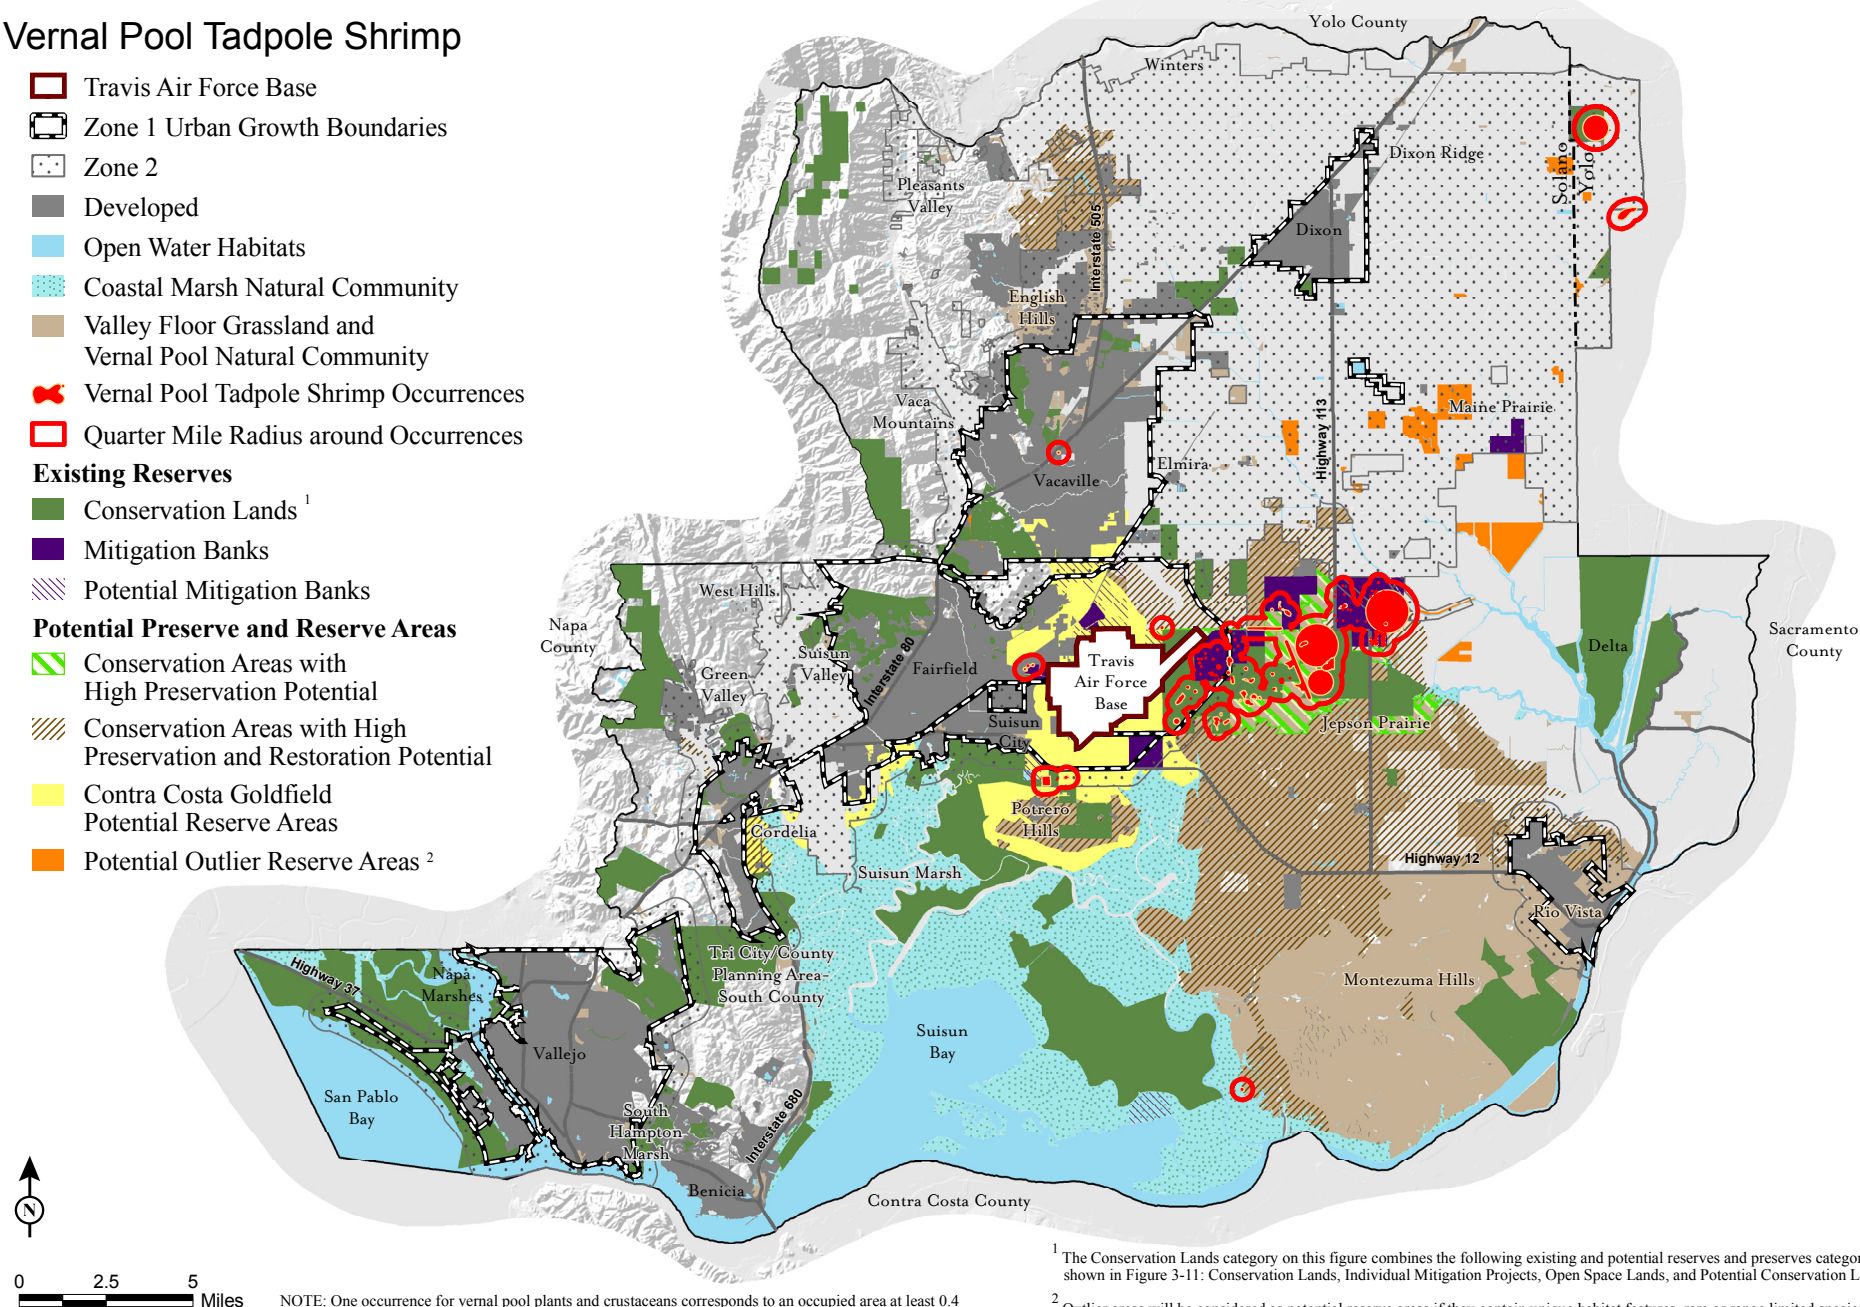 Vernal Pool Tadpole Shrimp
Travis Air Force Base
Zone 1 Urban Growth Boundaries
Zone 2
Developed
Open Water Habitats
Coastal Marsh Natural Community
Valley Floor Grassland and
Vernal Pool Natural Community
Vernal Pool Tadpole Shrimp Occurrences
Quarter Mile Radius around Occurrences
Existing Reserves
Conservation Lands 1
Mitigation Banks
Potential Mitigation Banks
Potential Preserve and Reserve Areas
Conservation Areas with
High Preservation Potential
Conservation Areas with High
Preservation and Restoration Potential
Contra Costa Goldfield
Potential Reserve Areas
Potential Outlier Reserve Areas 2
Yolo County
Winters
Dixon Ridge
Solano
Yolo
Pleasants
Valley
Interstate 505
Dixon
English
Hills
Vaca
Mountains
Highway 113
Maine Prairie
Elmira
Vacaville
West Hills
Napa
County
Suisun
Valley
Green
Valley
Interstate 80
Fairfield
Travis
Air Force
Base
Suisun
City
Jepson Prairie
Delta
Sacramento
County
Potrero
Hills
Cordelia
Suisun Marsh
Highway 12
Rio Vista
Tri City/County
Planning Area-
South County
Montezuma Hills
Highway 37
Napa
Marshes
Vallejo
Suisun
Bay
San Pablo
Bay
South
Hampton
Marsh
Interstate 680
Benicia
Contra Costa County
N
0 2.5 5
Miles
NOTE: One occurrence for vernal pool plants and crustaceans corresponds to an occupied area at least 0.4
1 The Conservation Lands category on this figure combines the following existing and potential reserves and preserves categor
shown in Figure 3-11: Conservation Lands, Individual Mitigation Projects, Open Space Lands, and Potential Conservation L
2